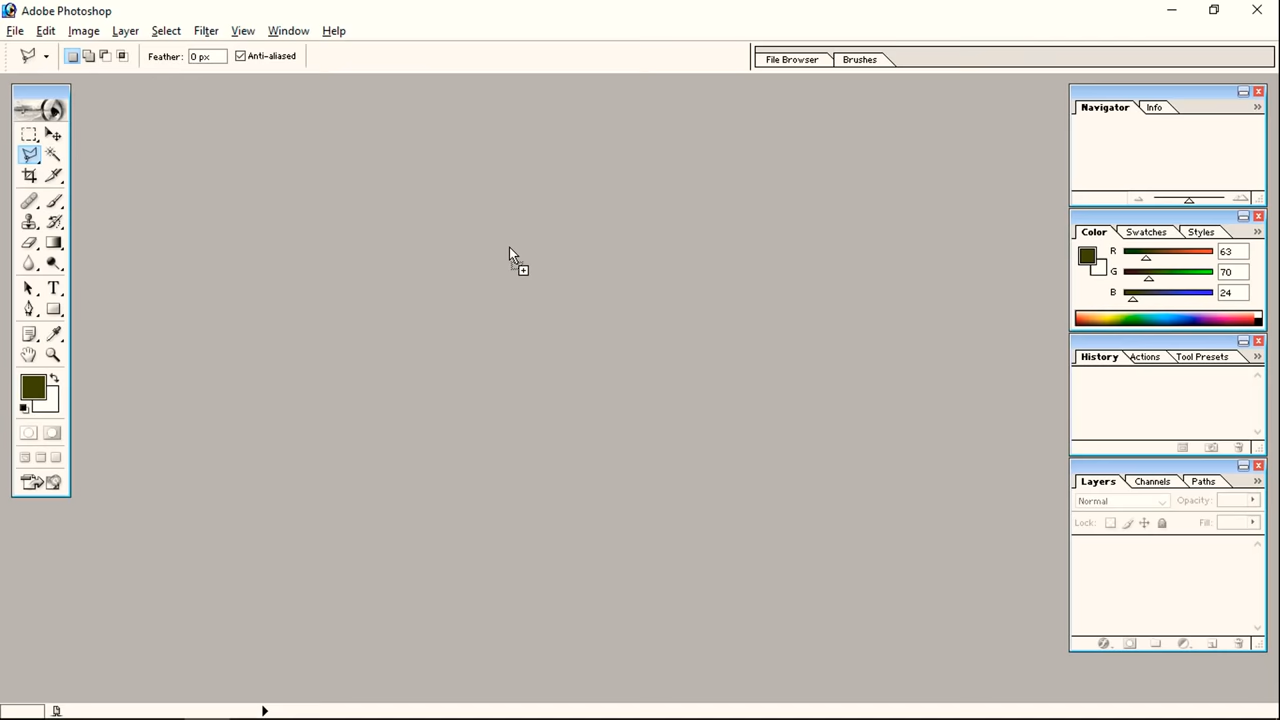 Adobe Photoshop
File Edit Image Layer Select Filter View Window Help
Feather: 0 px Anti-aliased File Browser Brushes
Navigator Info
Color Swatches Styles
R 63
G 70
B 24
History Actions Tool Presets
Layers Channels Paths
Normal Opacity:
Lock: Fill:
T